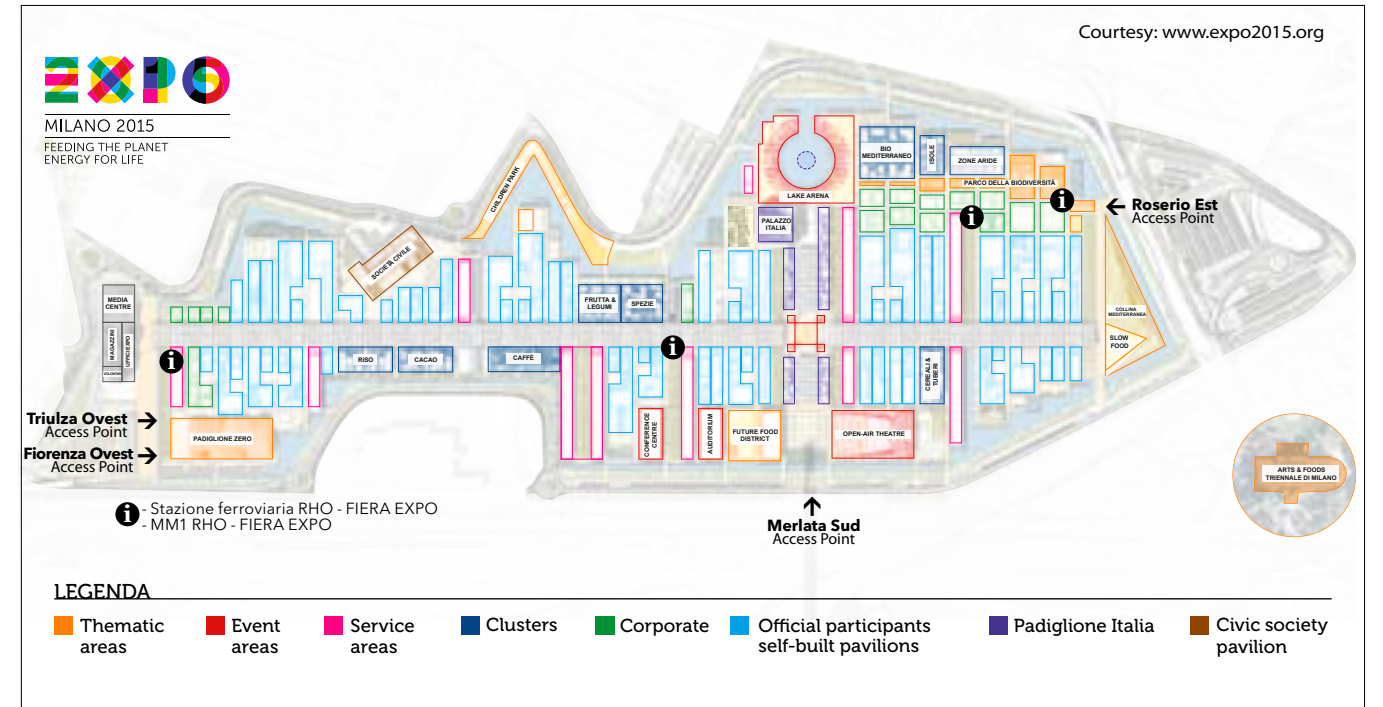 Courtesy: www.expo2015.org
EXPO
MILANO 2015
FEEDING THE PLANET
ENERGY FOR LIFE
CHILDREN PARK
SOCIETÀ CIVILE
LAKE ARENA
PALAZZO
ITALIA
BIO
MEDITERRANEO
ISOLE
ZONE ARIDE
PARCO DELLA BIODIVERSITÀ
i
i
Roserio Est
Access Point
COLLINA
MEDITERRANEA
SLOW
FOOD
MEDIA
CENTRE
MAGAZZINI
UFFICI EXPO
VOLONTARI
FRUTTA &
LEGUMI
SPEZIE
i
i
RISO
CACAO
CAFFÈ
CEREALI &
TUBERI
Triulza Ovest
Access Point
Fiorenza Ovest
Access Point
PADIGLIONE ZERO
CONFERENCE
CENTRE
AUDITORIUM
FUTURE FOOD
DISTRICT
OPEN-AIR THEATRE
ARTS & FOODS
TRIENNALE DI MILANO
i - Stazione ferroviaria RHO - FIERA EXPO
- MM1 RHO - FIERA EXPO
Merlata Sud
Access Point
LEGENDA
Thematic
areas
Event
areas
Service
areas
Clusters
Corporate
Official participants
self-built pavilions
Padiglione Italia
Civic society
pavilion